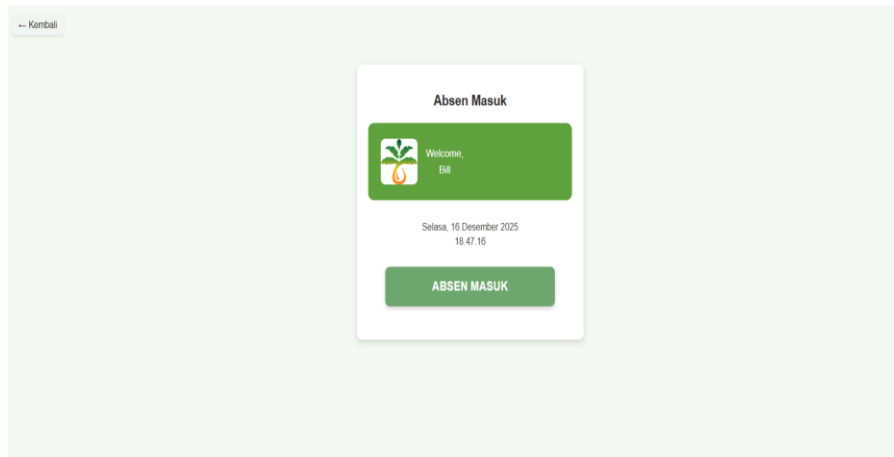 ← Kembali
Absen Masuk
Welcome,
Bill
Selasa, 16 Desember 2025
18.47.16
ABSEN MASUK